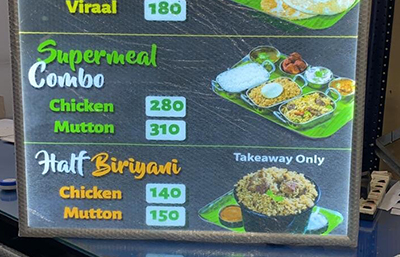 Viraal 180
Supermeal
Combo
Chicken 280
Mutton 310
Half Biriyani Takeaway Only
Chicken 140
Mutton 150